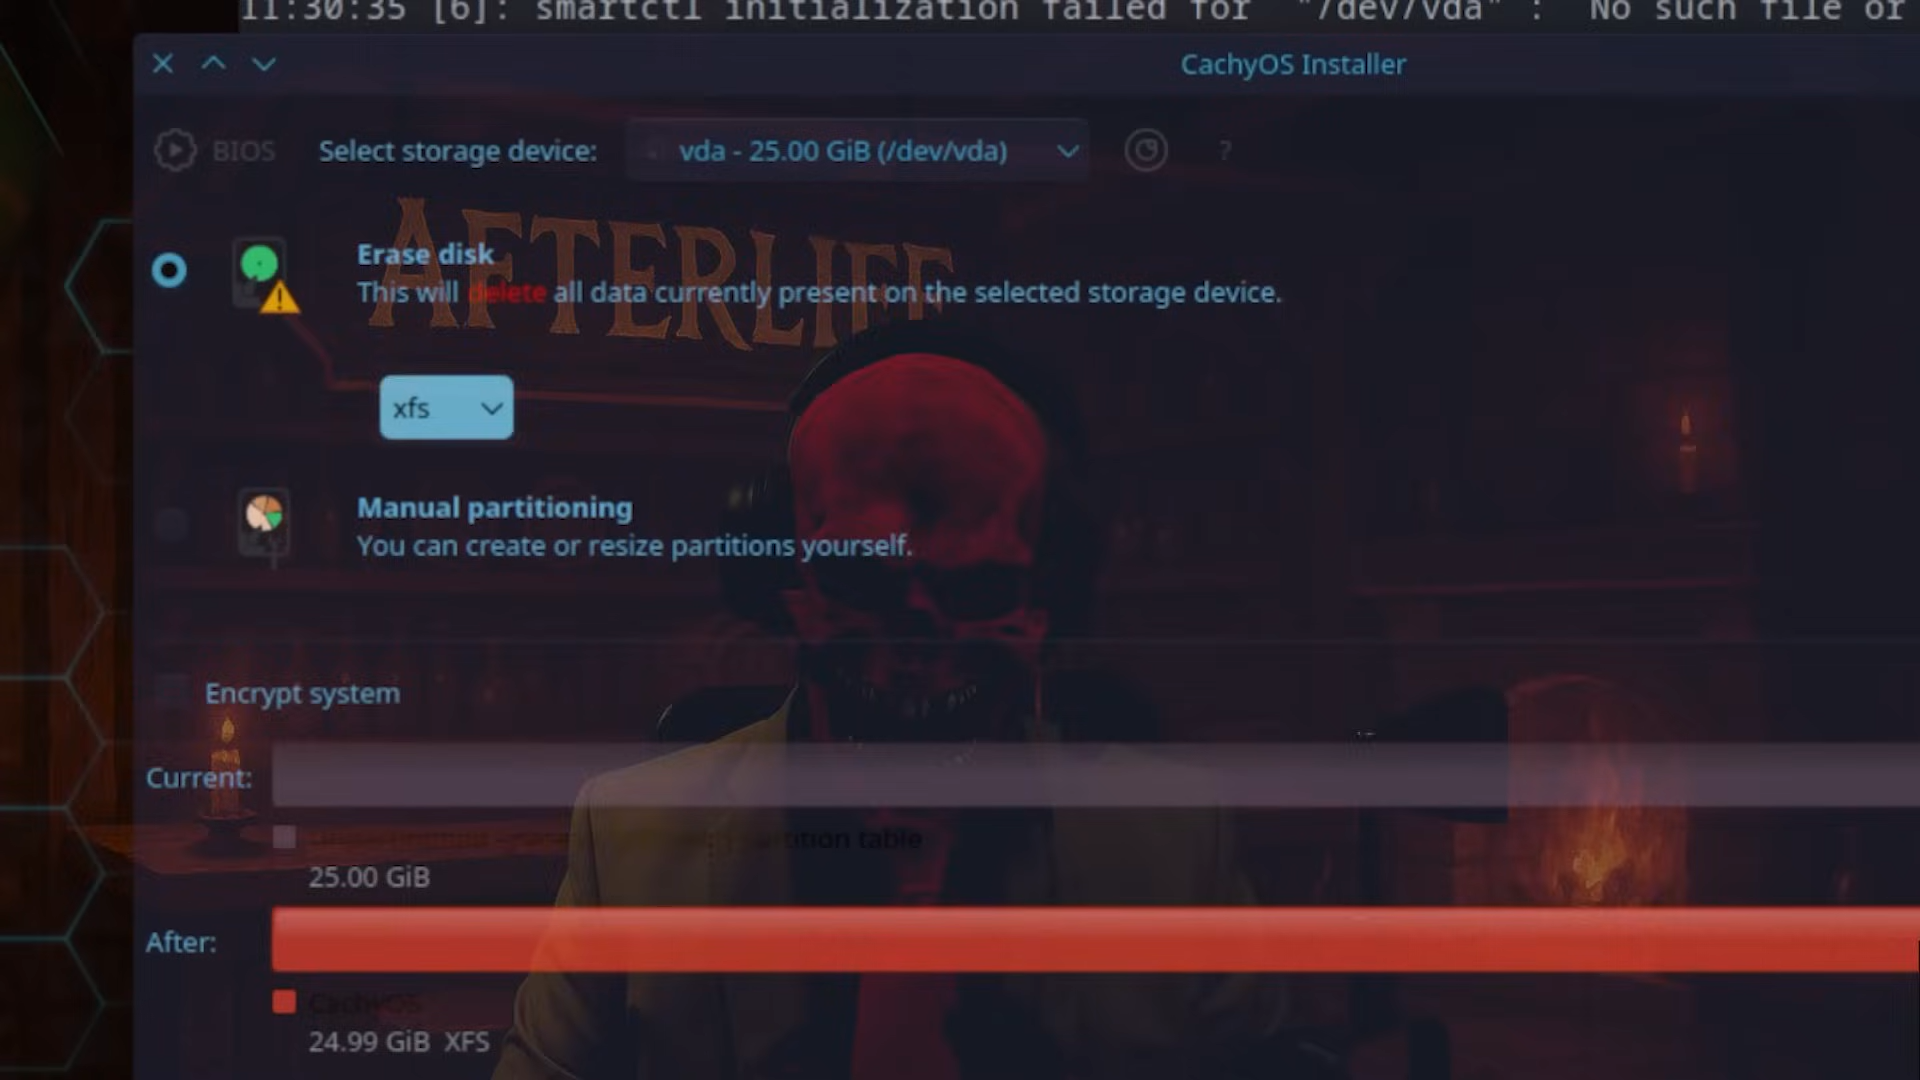 11:30:35 [6]: smartctl initialization failed for "/dev/vda" : No such file or
CachyOS Installer
BIOS
Select storage device:
vda - 25.00 GiB (/dev/vda)
?
AFTERLIFE
Erase disk
This will delete all data currently present on the selected storage device.
xfs
Manual partitioning
You can create or resize partitions yourself.
Encrypt system
Current:
partition table
25.00 GiB
After:
CachyOS
24.99 GiB XFS